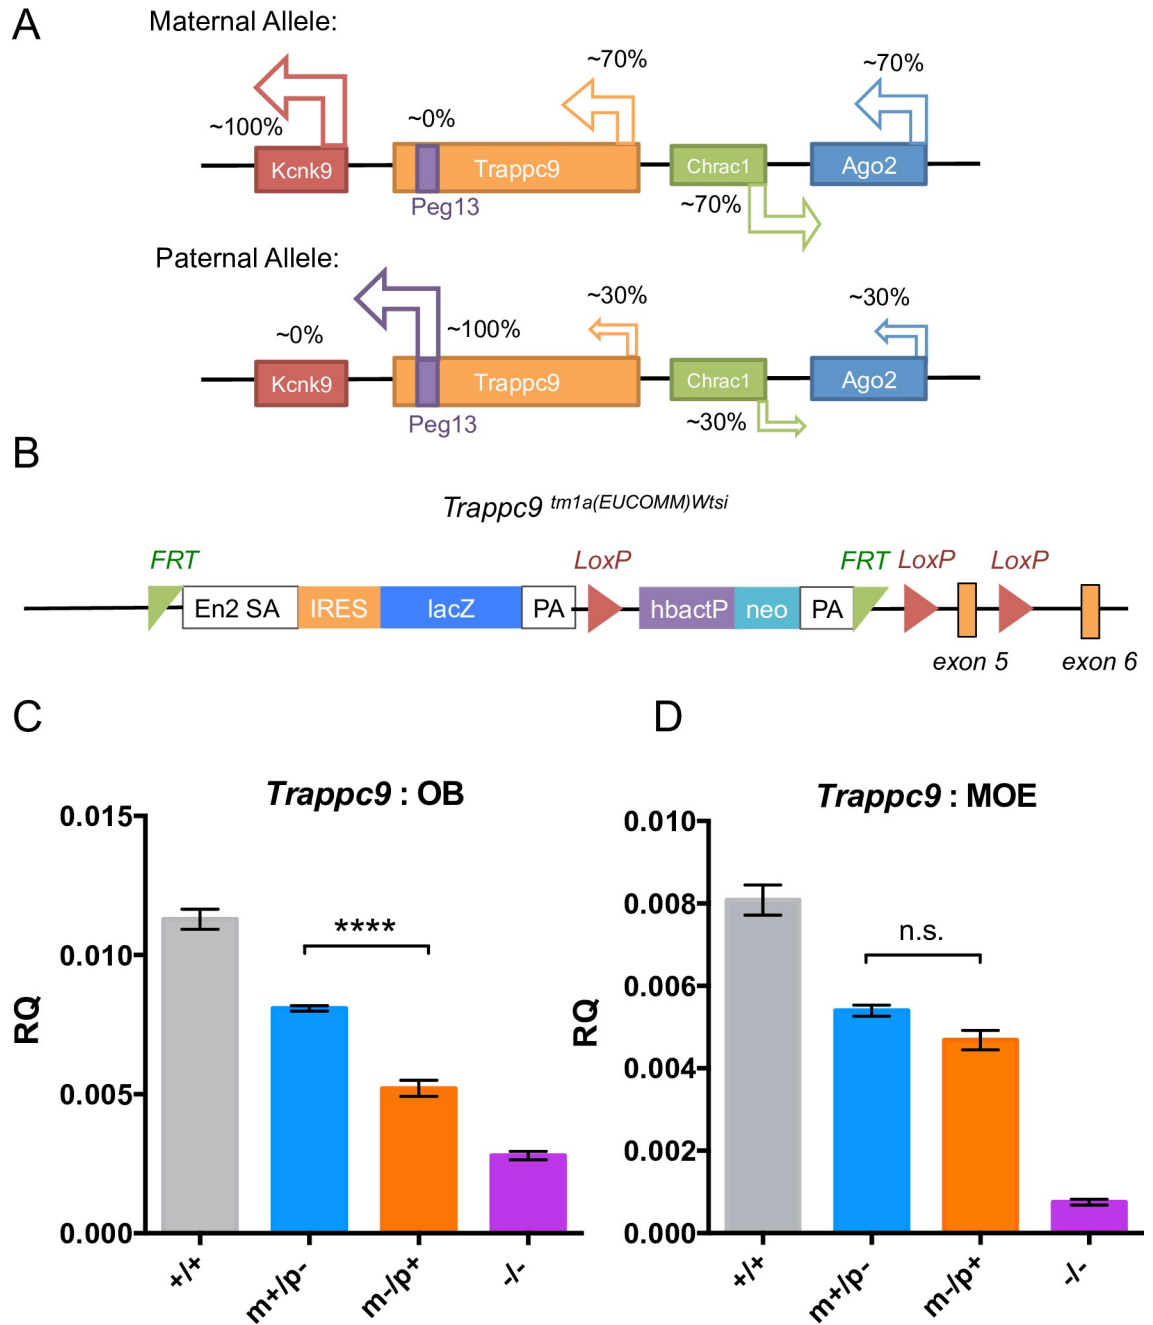 A
Maternal Allele:
~100%
~0%
~70%
~70%
Kcnk9
Trappc9
Chrac1
Ago2
Peg13
~70%
Paternal Allele:
~0%
~100%
~30%
~30%
Kcnk9
Trappc9
Chrac1
Ago2
Peg13
~30%
B
Trappc9 tm1a(EUCOMM)Wtsi
FRT
LoxP
FRT
LoxP
LoxP
En2 SA
IRES
lacZ
PA
hbactP
neo
PA
exon 5
exon 6
C
Trappc9 : OB
RQ
0.015
0.010
0.005
0.000
****
+/+
m+/p-
m-/p+
-/-
D
Trappc9 : MOE
RQ
0.010
0.008
0.006
0.004
0.002
0.000
n.s.
+/+
m+/p-
m-/p+
-/-